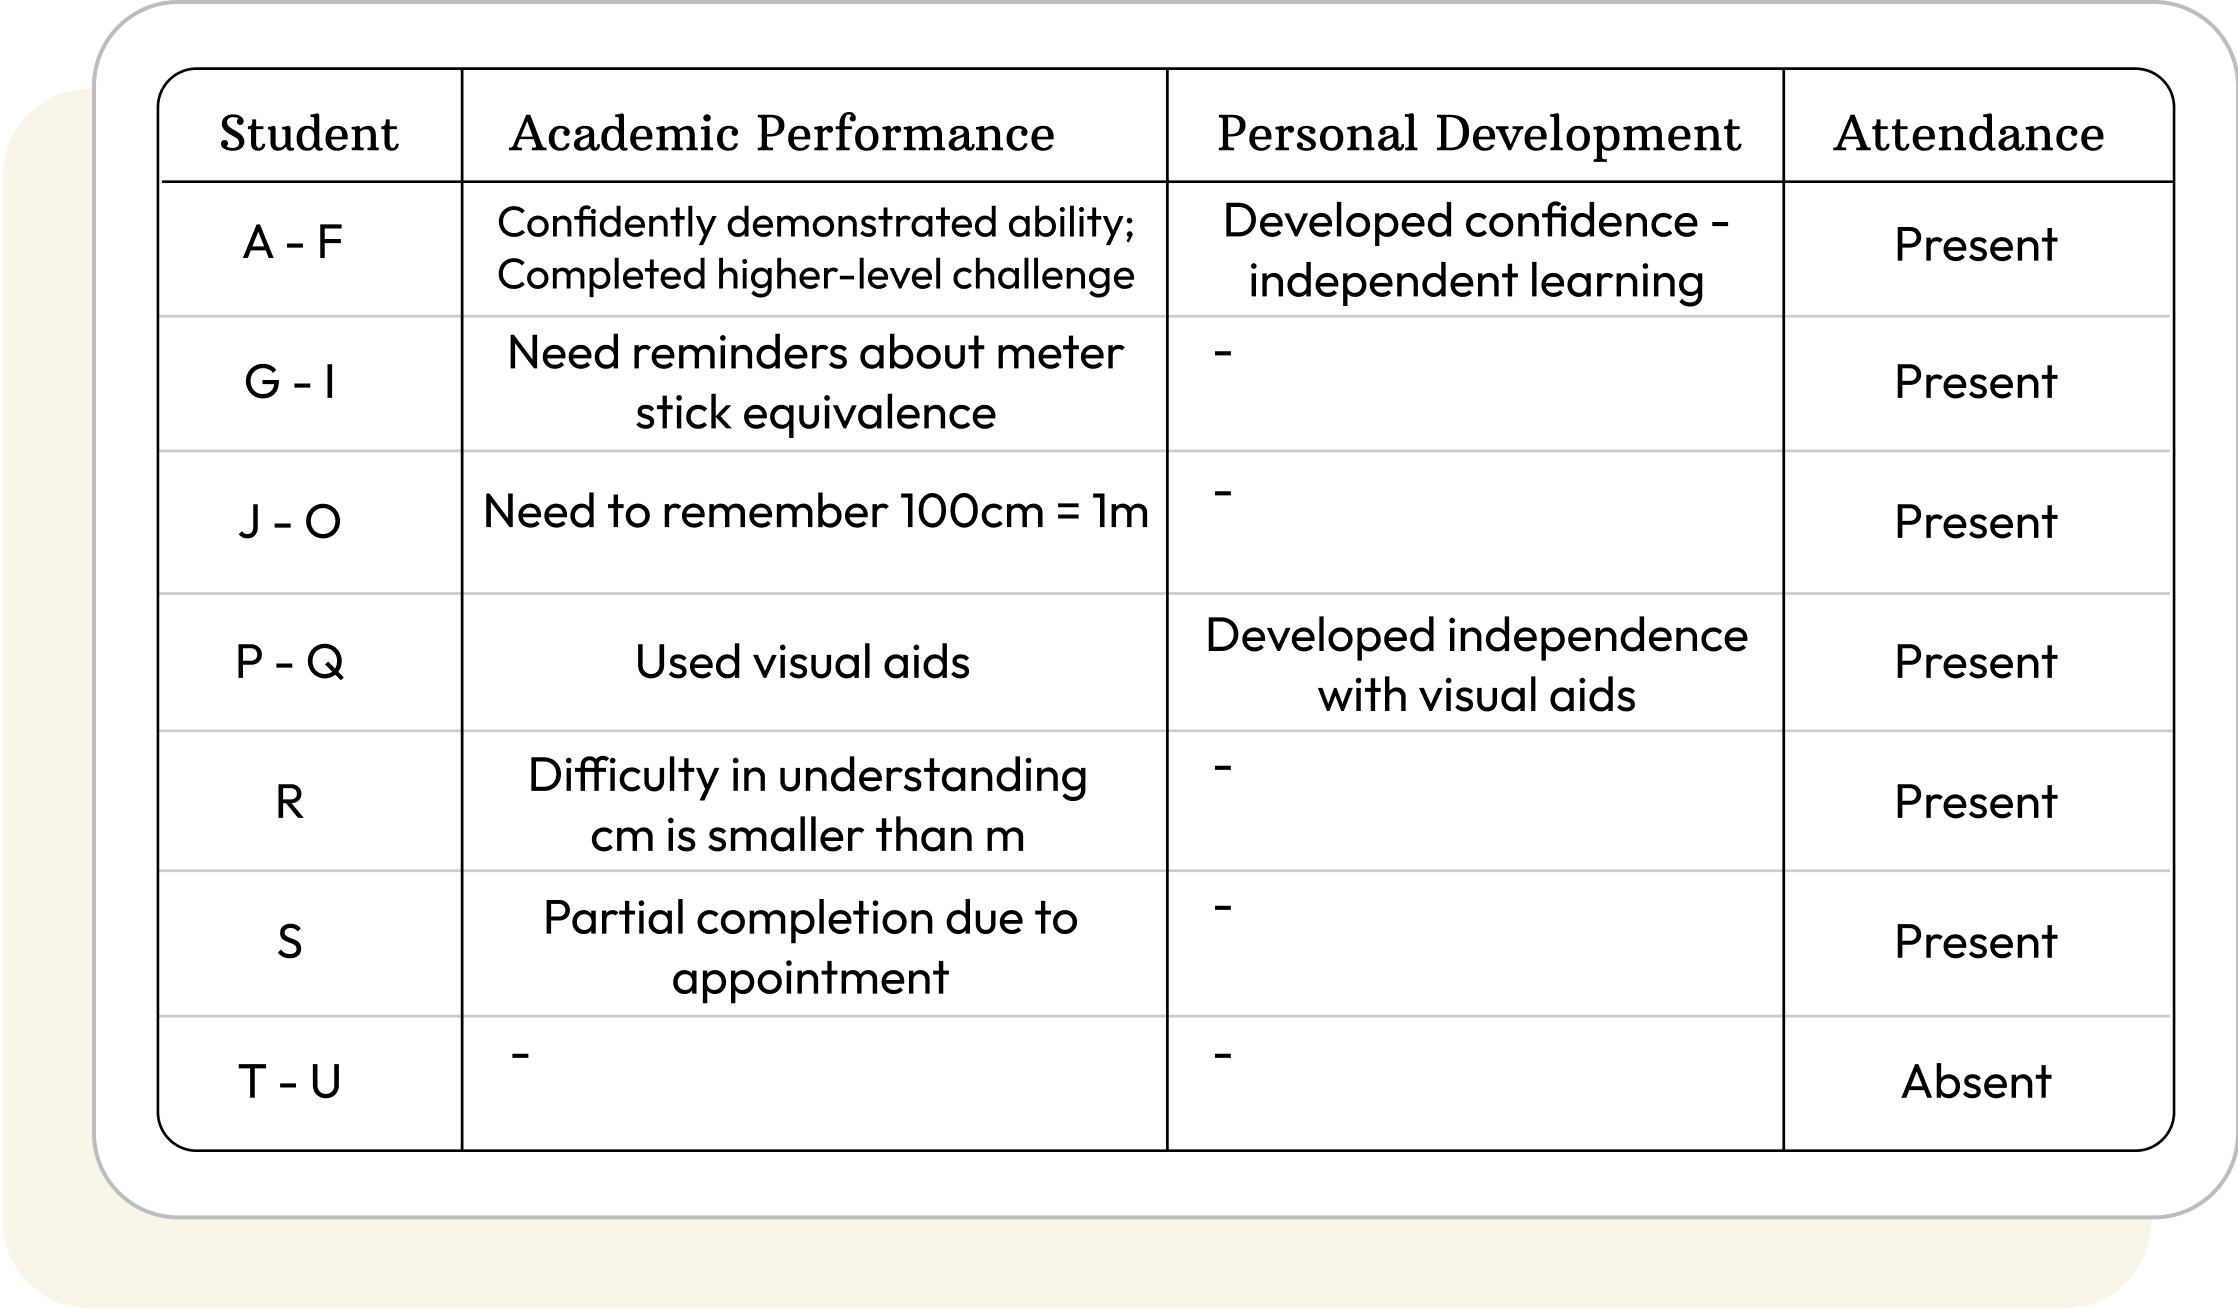 Student Academic Performance Personal Development Attendance
A - F
Confidently demonstrated ability;
Completed higher-level challenge
Developed confidence -
independent learning
Present
G - I
Need reminders about meter
stick equivalence
-
Present
J - O
Need to remember 100cm = 1m
-
Present
P - Q
Used visual aids
Developed independence
with visual aids
Present
R
Difficulty in understanding
cm is smaller than m
-
Present
S
Partial completion due to
appointment
-
Present
T - U
-
-
Absent